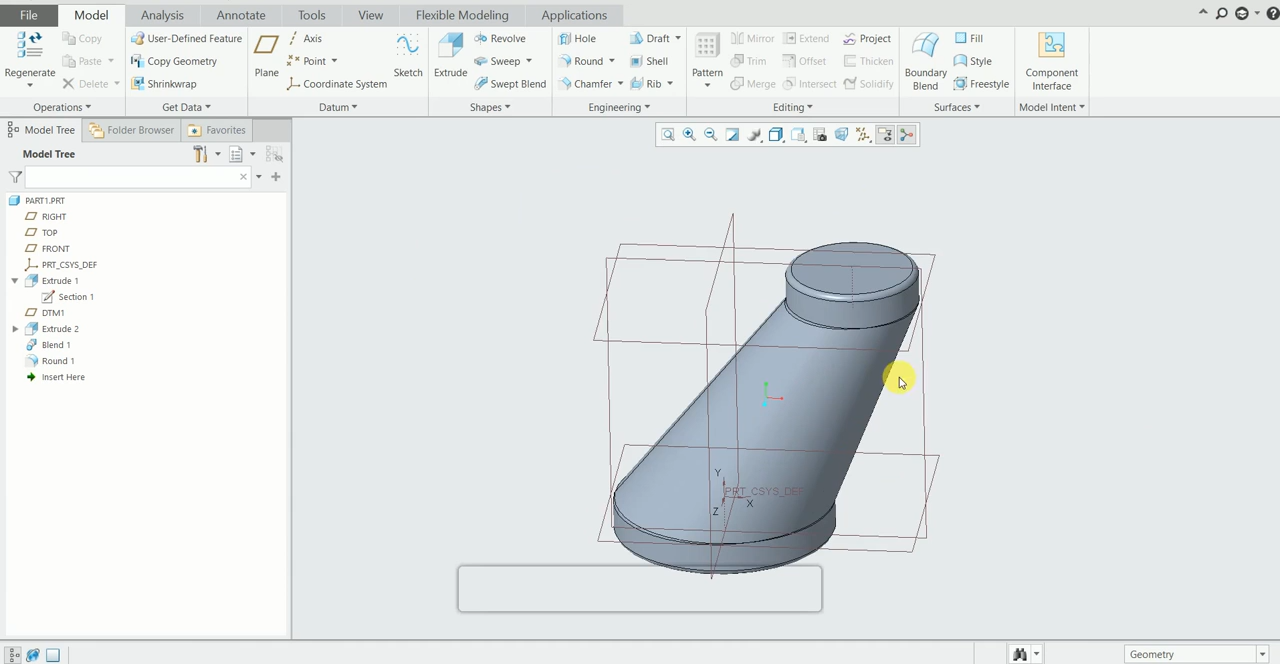 File Model Analysis Annotate Tools View Flexible Modeling Applications
Regenerate Copy Paste Delete
Operations
User-Defined Feature
Copy Geometry
Shrinkwrap
Get Data
Plane Axis Point Coordinate System Sketch
Datum
Extrude Revolve Sweep Swept Blend
Shapes
Hole Draft
Round Shell
Chamfer Rib
Engineering
Pattern Mirror Extend Project
Trim Offset Thicken
Merge Intersect Solidify
Editing
Boundary Blend Fill Style Freestyle
Surfaces
Component Interface
Model Intent
Model Tree Folder Browser Favorites
Model Tree
PART1.PRT
RIGHT
TOP
FRONT
PRT_CSYS_DEF
Extrude 1
Section 1
DTM1
Extrude 2
Blend 1
Round 1
Insert Here
Y
PRT_CSYS_DEF
X
Z
Geometry